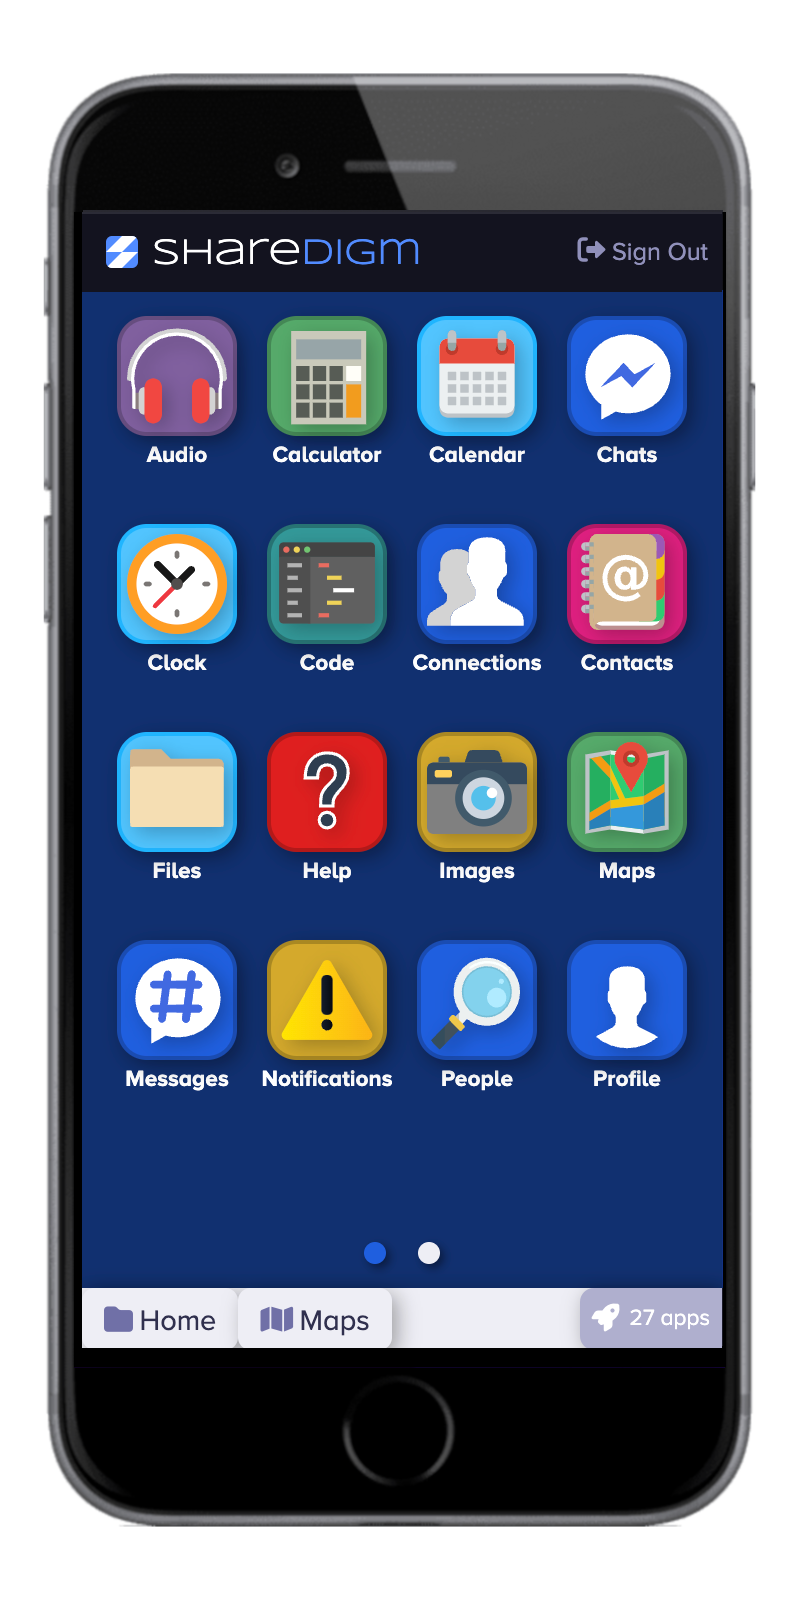 SHAREDIGM
Sign Out
Audio Calculator Calendar Chats
Clock Code Connections Contacts
@
Files Help Images Maps
?
#
!
Messages Notifications People Profile
Home Maps 27 apps